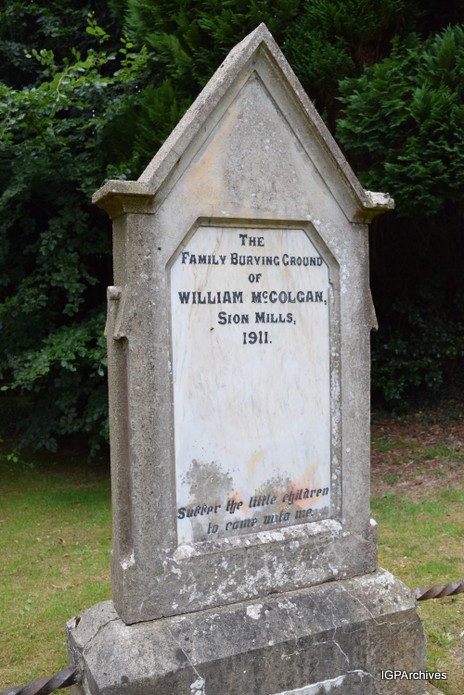 THE
FAMILY BURYING GROUND
OF
WILLIAM McCOLGAN,
SION MILLS,
1911.
Suffer the little children
to come unto me.
IGPArchives